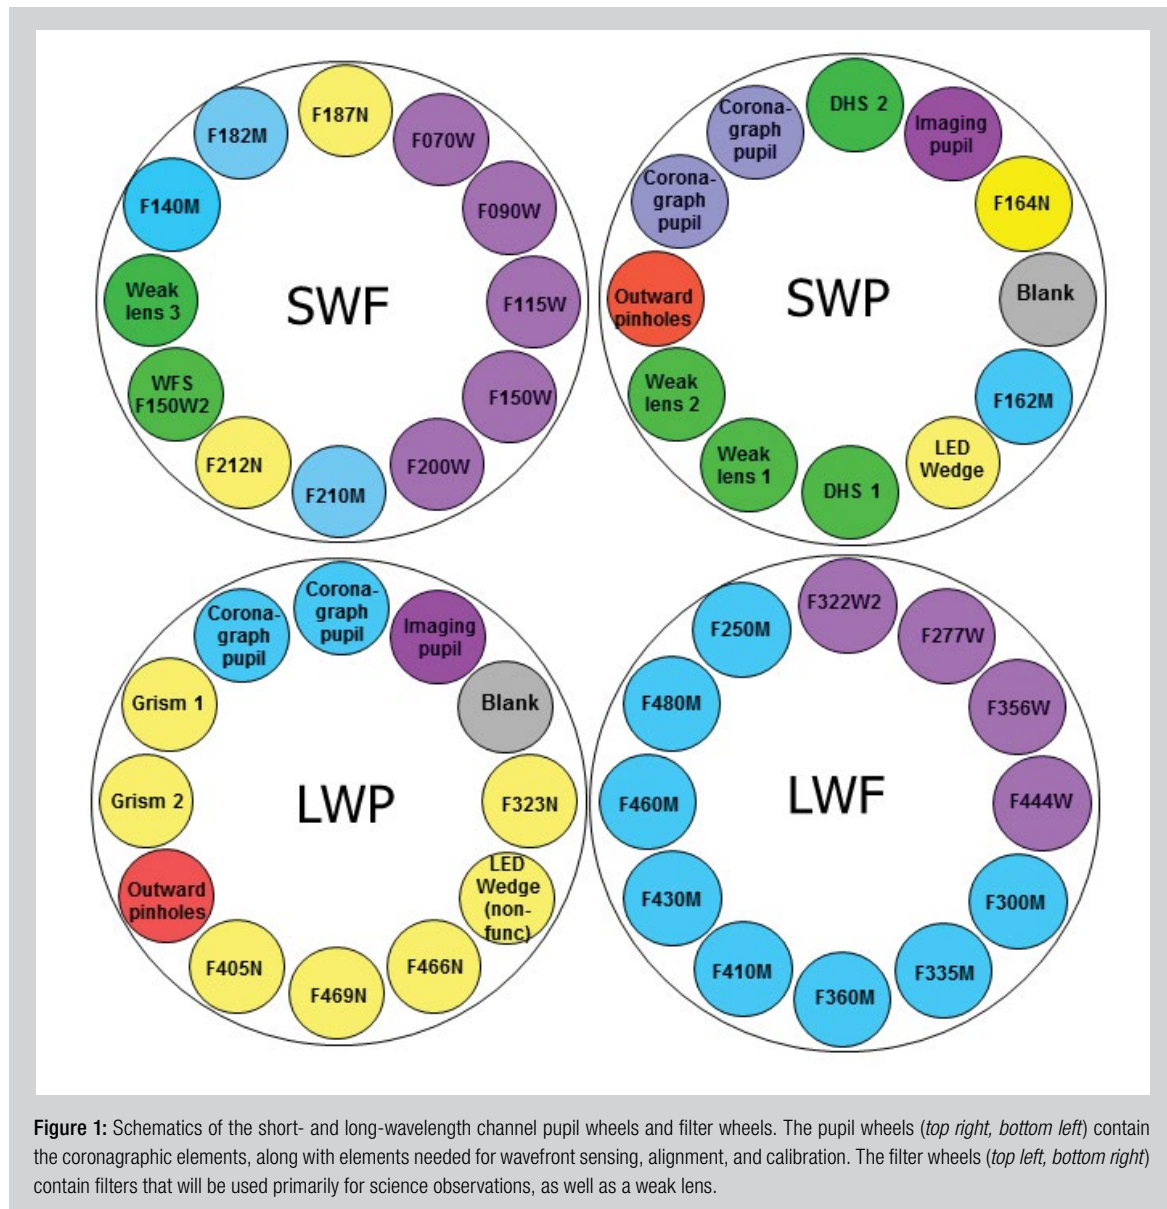 F187N
F182M
F070W
F140M
F090W
Weak
lens 3
SWF
F115W
WFS
F150W2
F150W
F212N
F200W
F210M
DHS 2
Corona-
graph
pupil
Imaging
pupil
Corona-
graph
pupil
F164N
Outward
pinholes
SWP
Blank
Weak
lens 2
F162M
Weak
lens 1
LED
Wedge
DHS 1
Corona-
graph
pupil
Corona-
graph
pupil
Imaging
pupil
Grism 1
Blank
Grism 2
LWP
F323N
Outward
pinholes
LED
Wedge
(non-
func)
F405N
F466N
F469N
F322W2
F250M
F277W
F480M
F356W
F460M
LWF
F444W
F430M
F300M
F410M
F335M
F360M
Figure 1: Schematics of the short- and long-wavelength channel pupil wheels and filter wheels. The pupil wheels (top right, bottom left) contain
the coronagraphic elements, along with elements needed for wavefront sensing, alignment, and calibration. The filter wheels (top left, bottom right)
contain filters that will be used primarily for science observations, as well as a weak lens.